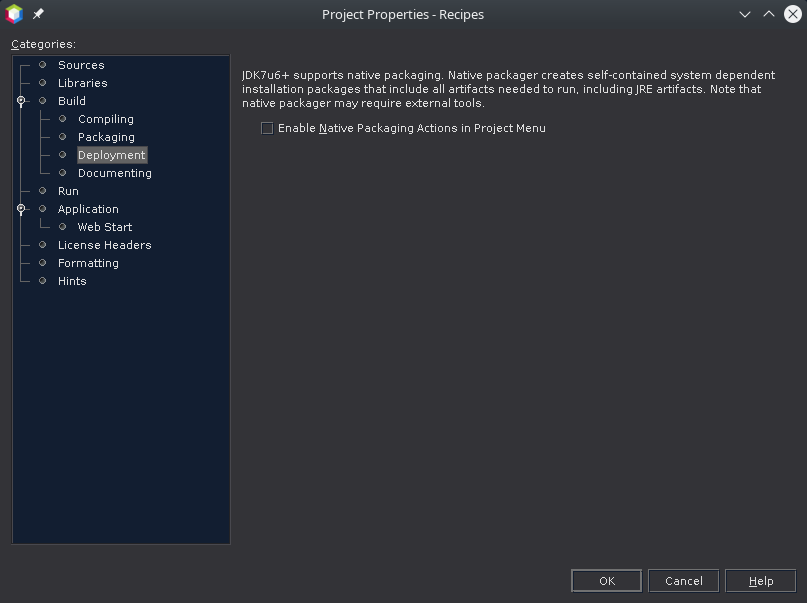 Project Properties - Recipes
Categories:
Sources
Libraries
Build
Compiling
Packaging
Deployment
Documenting
Run
Application
Web Start
License Headers
Formatting
Hints
JDK7u6+ supports native packaging. Native packager creates self-contained system dependent
installation packages that include all artifacts needed to run, including JRE artifacts. Note that
native packager may require external tools.
Enable Native Packaging Actions in Project Menu
OK
Cancel
Help